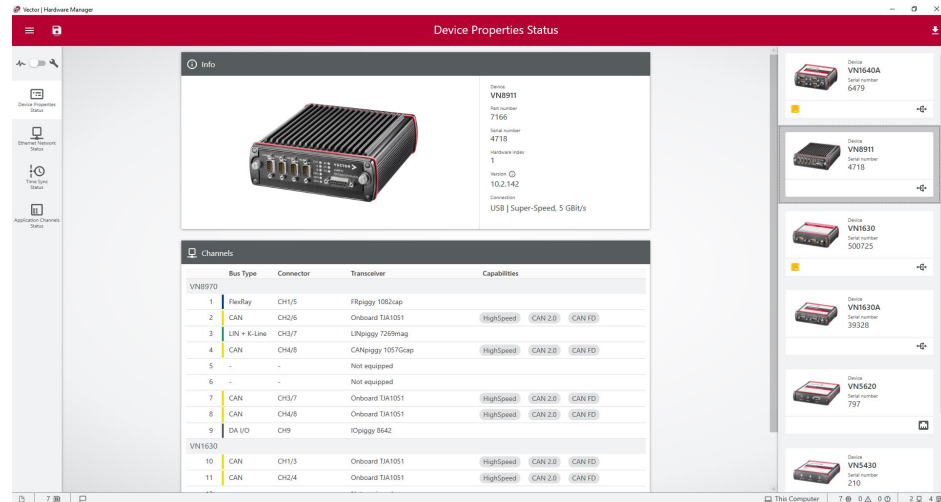 Vector | Hardware Manager
Device Properties Status
Device Properties
Status
Ethernet Network
Status
Time Sync
Status
Application Channels
Status
Info
VECTOR
Device
VN8911
Part number
7166
Serial number
4718
Hardware index
1
Version
10.2.142
Connection
USB | Super-Speed, 5 GBit/s
Channels
Bus Type Connector Transceiver Capabilities
VN8970
1 FlexRay CH1/5 FRpiggy 1082cap
2 CAN CH2/6 Onboard TJA1051 HighSpeed CAN 2.0 CAN FD
3 LIN + K-Line CH3/7 LINpiggy 7269mag
4 CAN CH4/8 CANpiggy 1057Gcap HighSpeed CAN 2.0 CAN FD
5 - - Not equipped
6 - - Not equipped
7 CAN CH3/7 Onboard TJA1051 HighSpeed CAN 2.0 CAN FD
8 CAN CH4/8 Onboard TJA1051 HighSpeed CAN 2.0 CAN FD
9 DA I/O CH9 IOpiggy 8642
VN1630
10 CAN CH1/3 Onboard TJA1051 HighSpeed CAN 2.0 CAN FD
11 CAN CH2/4 Onboard TJA1051 HighSpeed CAN 2.0 CAN FD
Device
VN1640A
Serial number
6479
Device
VN8911
Serial number
4718
Device
VN1630
Serial number
500725
Device
VN1630A
Serial number
39328
Device
VN5620
Serial number
797
Device
VN5430
Serial number
210
7
This Computer 7 0 0 2 4